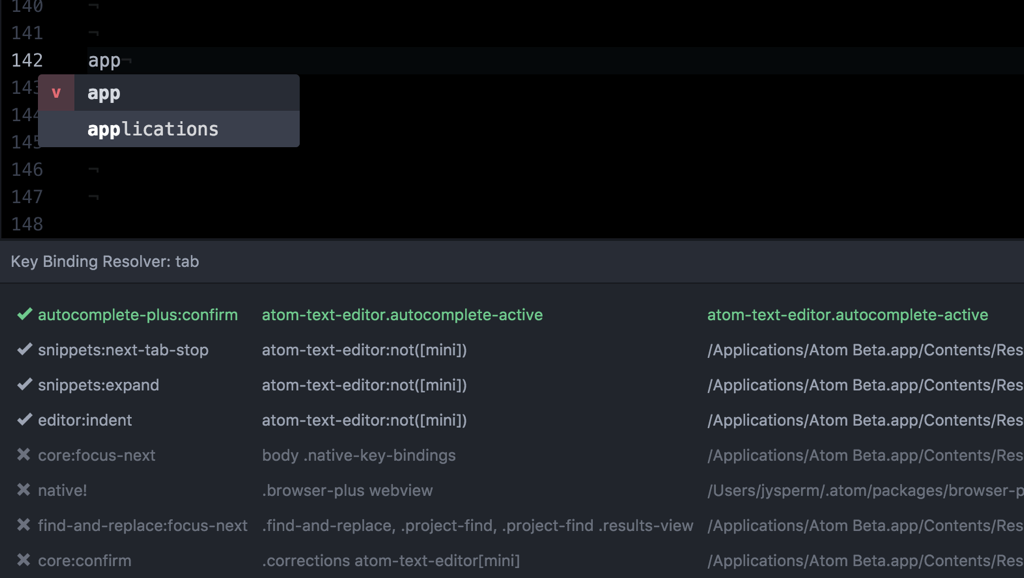 140 ¬
141 ¬
142 app¬
143
v app
144
applications
145
146 ¬
147 ¬
148
Key Binding Resolver: tab
✔ autocomplete-plus:confirm atom-text-editor.autocomplete-active atom-text-editor.autocomplete-active
✔ snippets:next-tab-stop atom-text-editor:not([mini]) /Applications/Atom Beta.app/Contents/Res
✔ snippets:expand atom-text-editor:not([mini]) /Applications/Atom Beta.app/Contents/Res
✔ editor:indent atom-text-editor:not([mini]) /Applications/Atom Beta.app/Contents/Res
✖ core:focus-next body .native-key-bindings /Applications/Atom Beta.app/Contents/Res
✖ native! .browser-plus webview /Users/jysperm/.atom/packages/browser-p
✖ find-and-replace:focus-next .find-and-replace, .project-find, .project-find .results-view /Applications/Atom Beta.app/Contents/Res
✖ core:confirm .corrections atom-text-editor[mini] /Applications/Atom Beta.app/Contents/Res